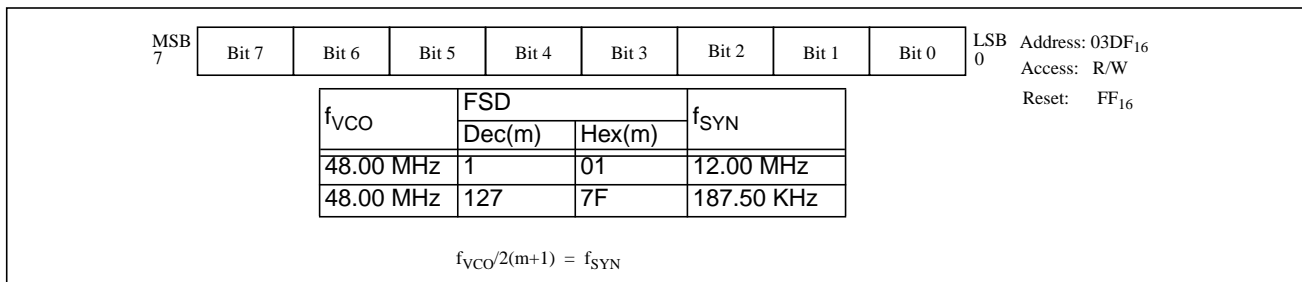 MSB 7 Bit 7 Bit 6 Bit 5 Bit 4 Bit 3 Bit 2 Bit 1 Bit 0 LSB 0
Address: 03DF16
Access: R/W
Reset: FF16
fVCO FSD fSYN
Dec(m) Hex(m)
48.00 MHz 1 01 12.00 MHz
48.00 MHz 127 7F 187.50 KHz
fVCO/2(m+1) = fSYN